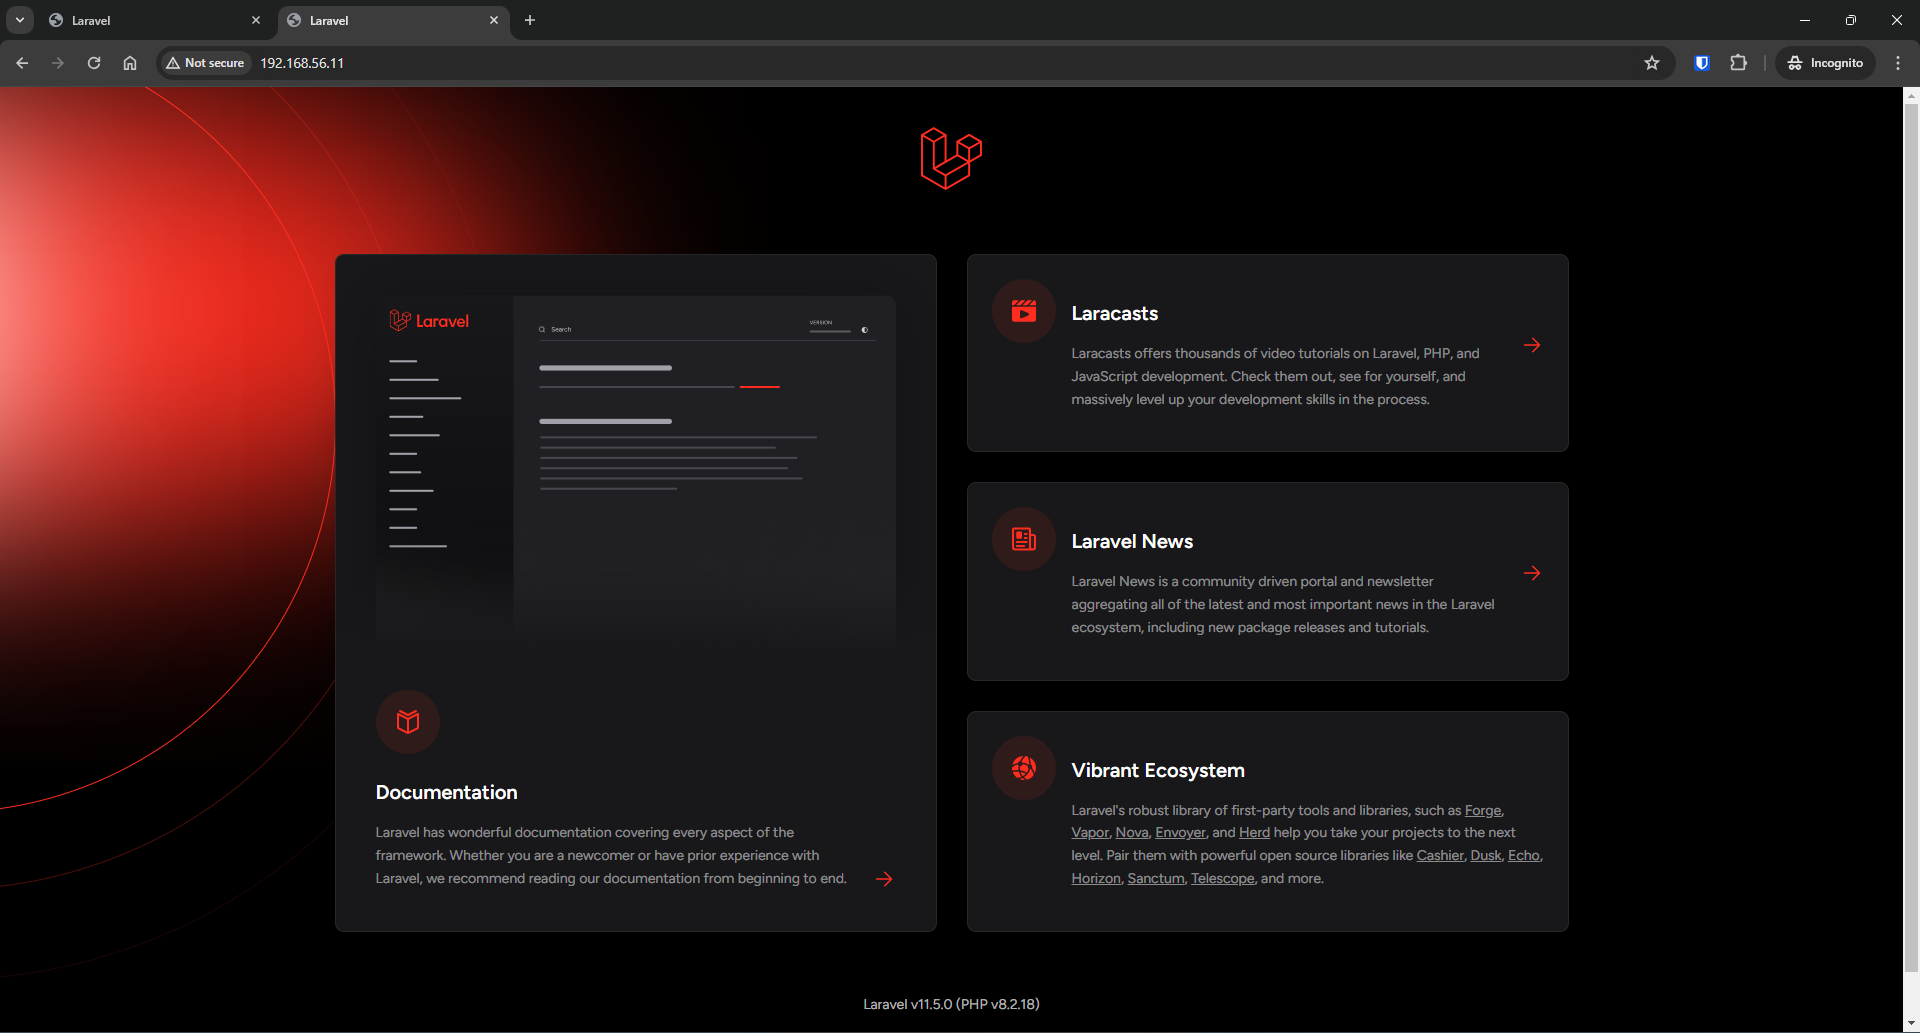 Laravel
Laravel
Not secure
192.168.56.11
Incognito
Laravel
Search
VERSION
Documentation
Laravel has wonderful documentation covering every aspect of the
framework. Whether you are a newcomer or have prior experience with
Laravel, we recommend reading our documentation from beginning to end.
Laracasts
Laracasts offers thousands of video tutorials on Laravel, PHP, and
JavaScript development. Check them out, see for yourself, and
massively level up your development skills in the process.
Laravel News
Laravel News is a community driven portal and newsletter
aggregating all of the latest and most important news in the Laravel
ecosystem, including new package releases and tutorials.
Vibrant Ecosystem
Laravel's robust library of first-party tools and libraries, such as Forge,
Vapor, Nova, Envoyer, and Herd help you take your projects to the next
level. Pair them with powerful open source libraries like Cashier, Dusk, Echo,
Horizon, Sanctum, Telescope, and more.
Laravel v11.5.0 (PHP v8.2.18)